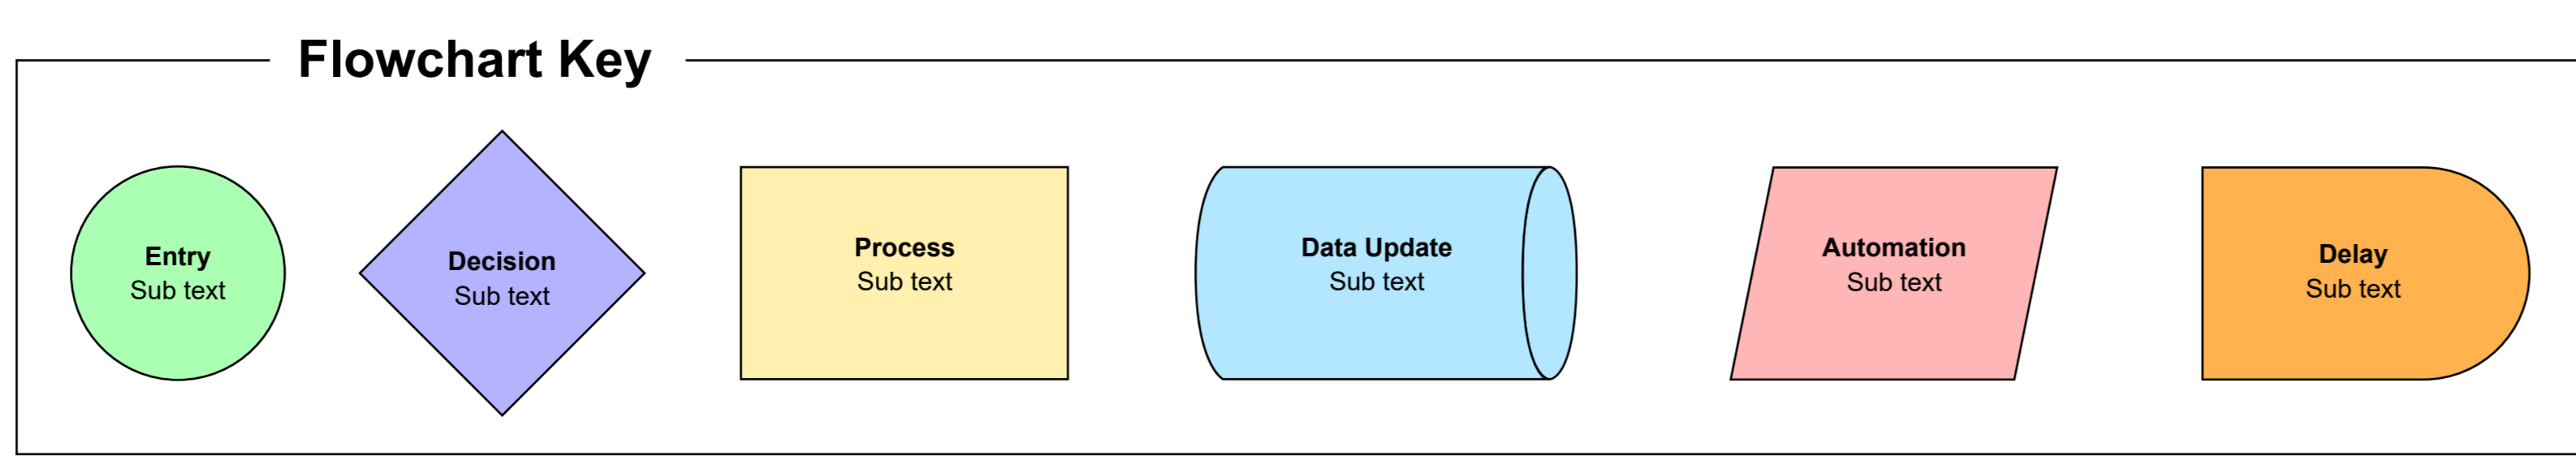 Flowchart Key
Entry
Sub text
Decision
Sub text
Process
Sub text
Data Update
Sub text
Automation
Sub text
Delay
Sub text